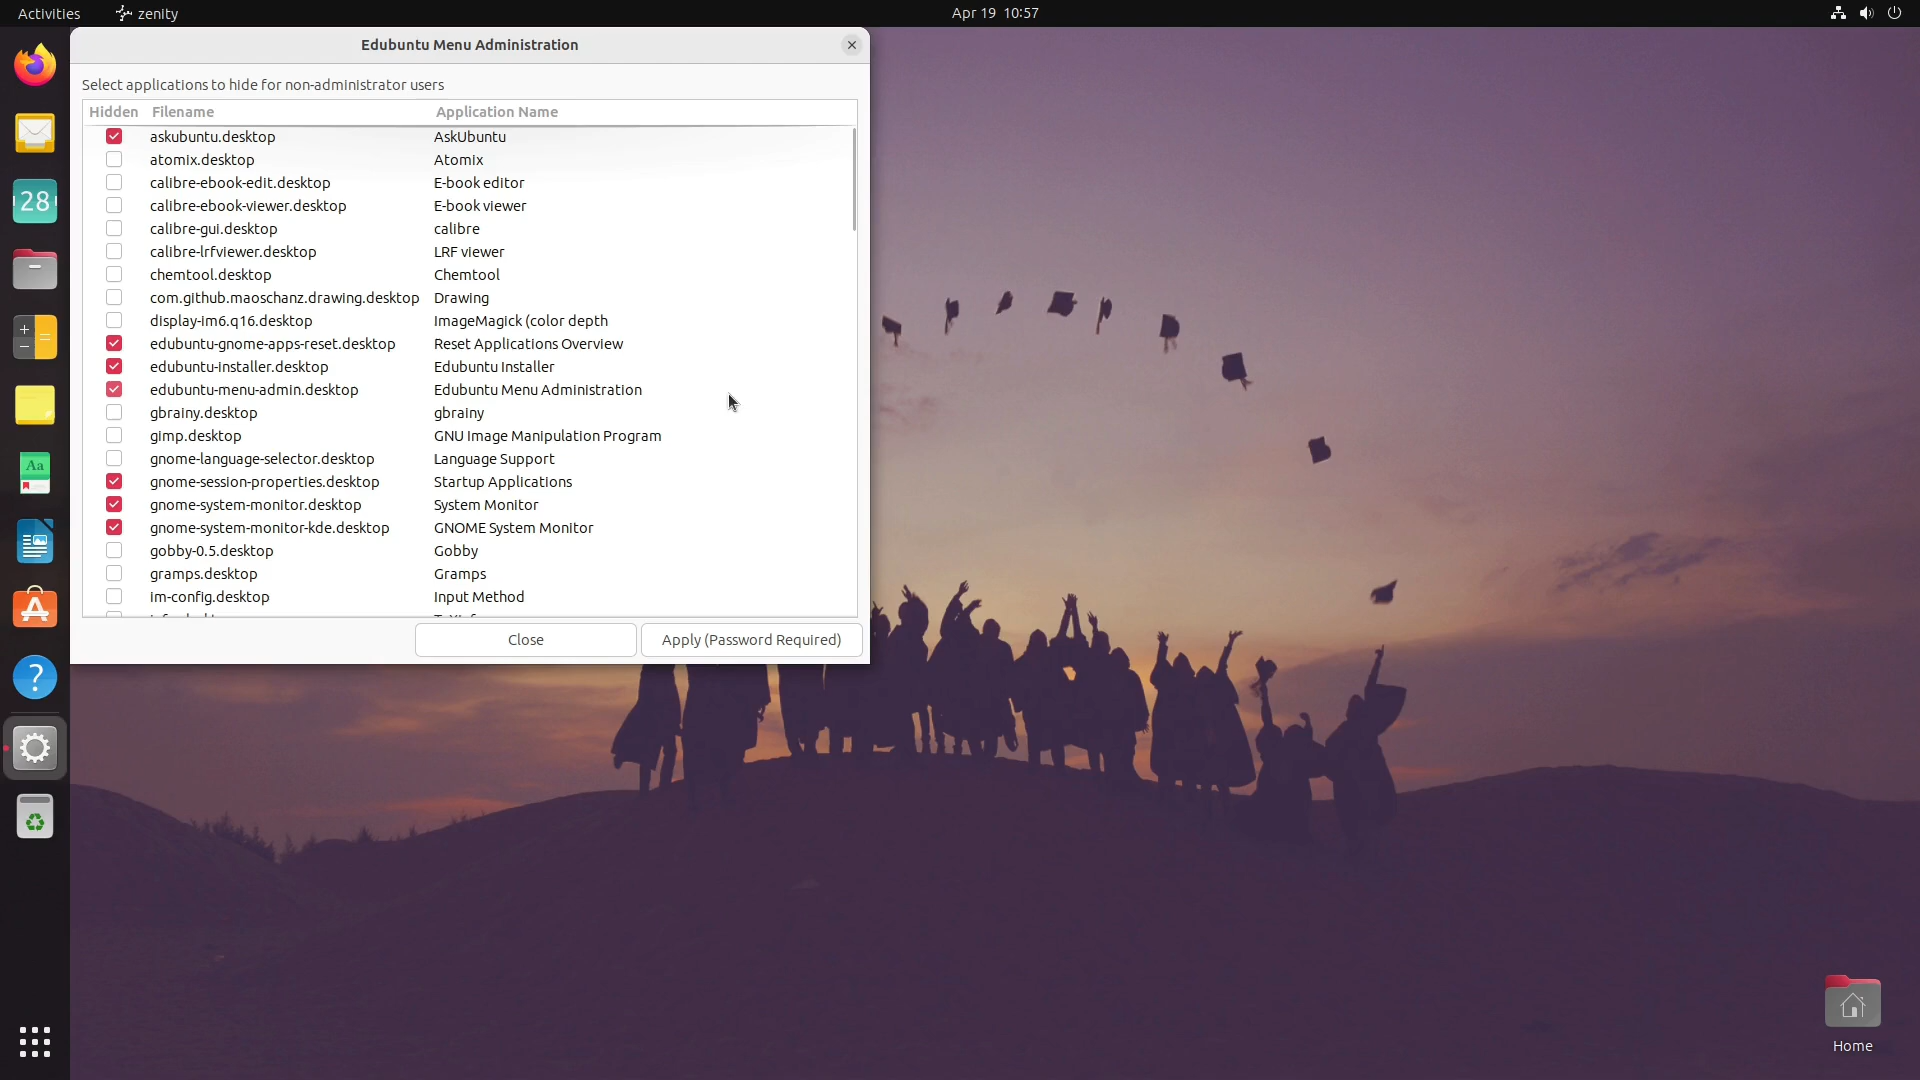 Activities zenity Apr 19 10:57
Edubuntu Menu Administration
Select applications to hide for non-administrator users
Hidden Filename Application Name
askubuntu.desktop AskUbuntu
atomix.desktop Atomix
calibre-ebook-edit.desktop E-book editor
calibre-ebook-viewer.desktop E-book viewer
calibre-gui.desktop calibre
calibre-lrfviewer.desktop LRF viewer
chemtool.desktop Chemtool
com.github.maoschanz.drawing.desktop Drawing
display-im6.q16.desktop ImageMagick (color depth
edubuntu-gnome-apps-reset.desktop Reset Applications Overview
edubuntu-installer.desktop Edubuntu Installer
edubuntu-menu-admin.desktop Edubuntu Menu Administration
gbrainy.desktop gbrainy
gimp.desktop GNU Image Manipulation Program
gnome-language-selector.desktop Language Support
gnome-session-properties.desktop Startup Applications
gnome-system-monitor.desktop System Monitor
gnome-system-monitor-kde.desktop GNOME System Monitor
gobby-0.5.desktop Gobby
gramps.desktop Gramps
im-config.desktop Input Method
Close Apply (Password Required)
28
Aa
?
Home